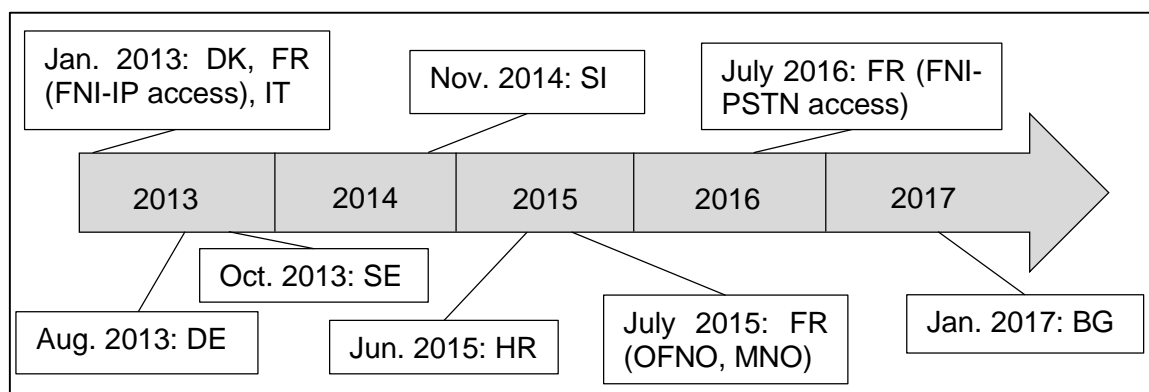 Jan. 2013: DK, FR
(FNI-IP access), IT
Nov. 2014: SI
July 2016: FR (FNI-
PSTN access)
2013
2014
2015
2016
2017
Oct. 2013: SE
Aug. 2013: DE
Jun. 2015: HR
July 2015: FR
(OFNO, MNO)
Jan. 2017: BG